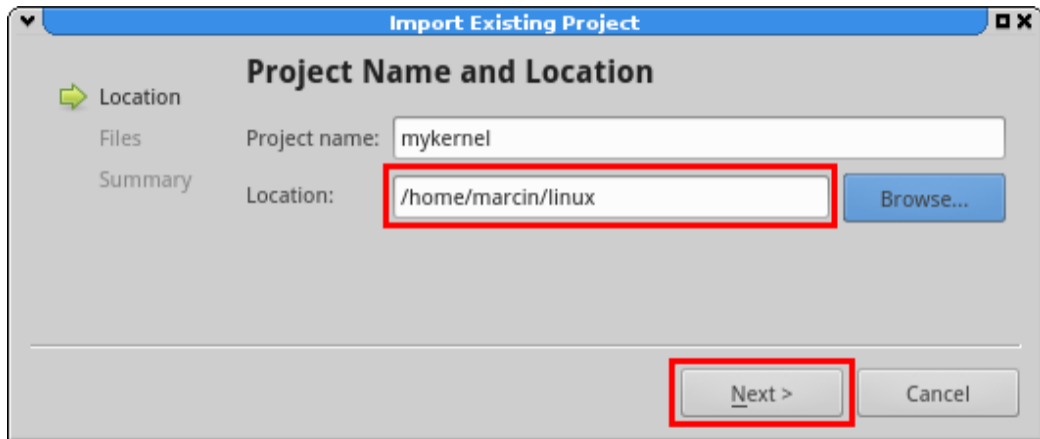 Import Existing Project
Project Name and Location
Location
Files
Summary
Project name: mykernel
Location: /home/marcin/linux Browse...
Next > Cancel